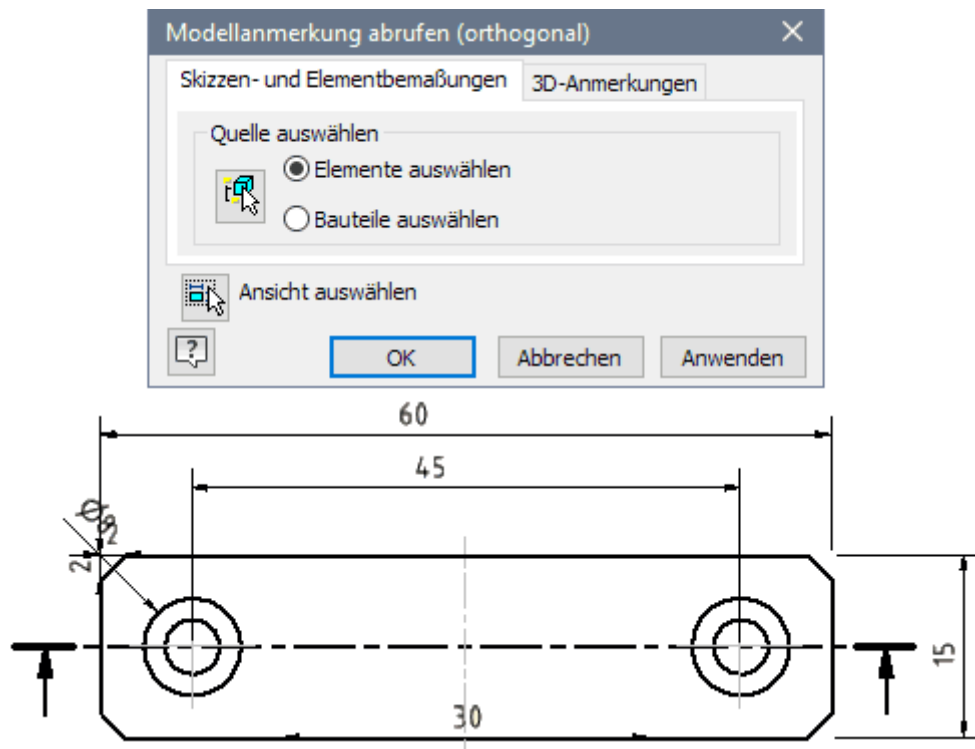 Modellanmerkung abrufen (orthogonal)
Skizzen- und Elementbemaßungen
3D-Anmerkungen
Quelle auswählen
Elemente auswählen
Bauteile auswählen
Ansicht auswählen
?
OK
Abbrechen
Anwenden
60
45
2
15
30